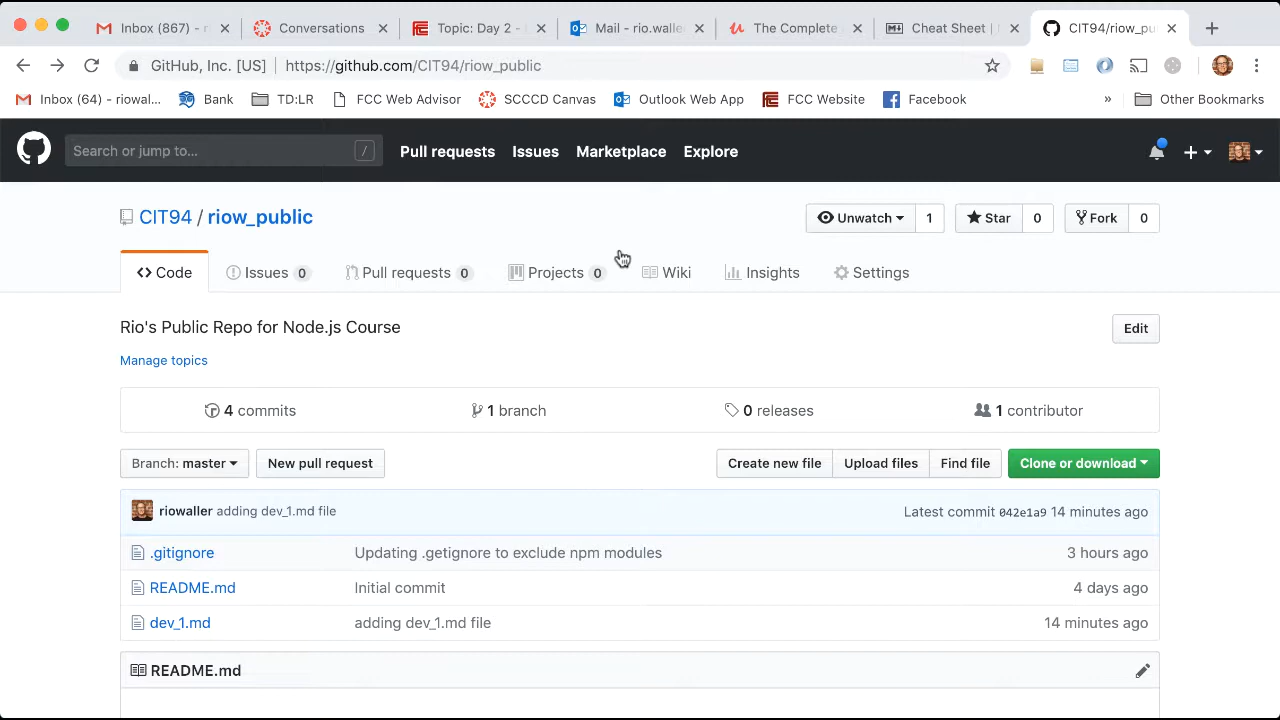 Inbox (867) - r
Conversations
Topic: Day 2 -
Mail - rio.walle
The Complete
Cheat Sheet |
CIT94/riow_pu
GitHub, Inc. [US] | https://github.com/CIT94/riow_public
Inbox (64) - riowal...
Bank
TD:LR
FCC Web Advisor
SCCCD Canvas
Outlook Web App
FCC Website
Facebook
»
Other Bookmarks
Search or jump to...
/
Pull requests
Issues
Marketplace
Explore
CIT94 / riow_public
Unwatch 1
Star 0
Fork 0
<> Code
Issues 0
Pull requests 0
Projects 0
Wiki
Insights
Settings
Rio's Public Repo for Node.js Course
Edit
Manage topics
4 commits
1 branch
0 releases
1 contributor
Branch: master
New pull request
Create new file
Upload files
Find file
Clone or download
riowaller adding dev_1.md file
Latest commit 042e1a9 14 minutes ago
.gitignore Updating .getignore to exclude npm modules 3 hours ago
README.md Initial commit 4 days ago
dev_1.md adding dev_1.md file 14 minutes ago
README.md